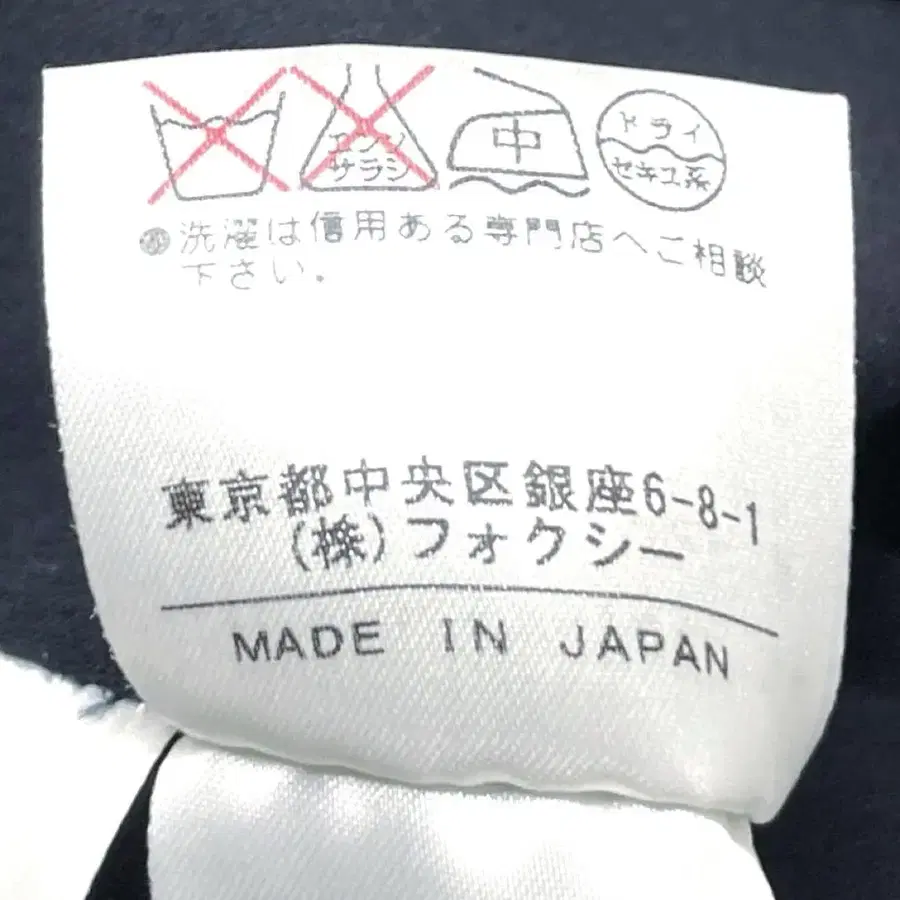 エンソ
サラシ
中
ドライ
セキユ系
洗濯は信用ある専門店へご相談
下さい.
東京都中央区銀座6-8-1
(株)フォクシー
MADE IN JAPAN